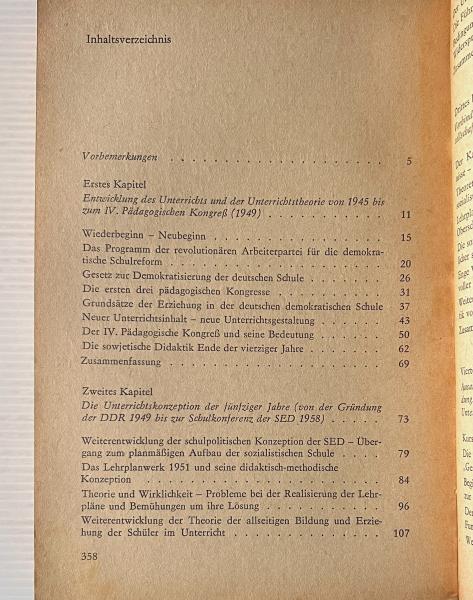 Inhaltsverzeichnis
Vorbemerkungen . . . . . . . . . . . . . . . . . . . 5
Erstes Kapitel
Entwicklung des Unterrichts und der Unterrichtstheorie von 1945 bis
zum IV. Pädagogischen Kongreß (1949) . . . . . . . . . . 11
Wiederbeginn – Neubeginn . . . . . . . . . . . . . . 15
Das Programm der revolutionären Arbeiterpartei für die demokra-
tische Schulreform . . . . . . . . . . . . . . . . . 20
Gesetz zur Demokratisierung der deutschen Schule . . . . . . 26
Die ersten drei pädagogischen Kongresse . . . . . . . . . 31
Grundsätze der Erziehung in der deutschen demokratischen Schule 37
Neuer Unterrichtsinhalt – neue Unterrichtsgestaltung . . . . . 43
Der IV. Pädagogische Kongreß und seine Bedeutung . . . . . 50
Die sowjetische Didaktik Ende der vierziger Jahre . . . . . . 62
Zusammenfassung . . . . . . . . . . . . . . . . . 69
Zweites Kapitel
Die Unterrichtskonzeption der fünfziger Jahre (von der Gründung
der DDR 1949 bis zur Schulkonferenz der SED 1958) . . . . . 73
Weiterentwicklung der schulpolitischen Konzeption der SED – Über-
gang zum planmäßigen Aufbau der sozialistischen Schule . . . . 79
Das Lehrplanwerk 1951 und seine didaktisch-methodische
Konzeption . . . . . . . . . . . . . . . . . . . 84
Theorie und Wirklichkeit – Probleme bei der Realisierung der Lehr-
pläne und Bemühungen um ihre Lösung . . . . . . . . . . 96
Weiterentwicklung der Theorie der allseitigen Bildung und Erzie-
hung der Schüler im Unterricht . . . . . . . . . . . . . 107
358